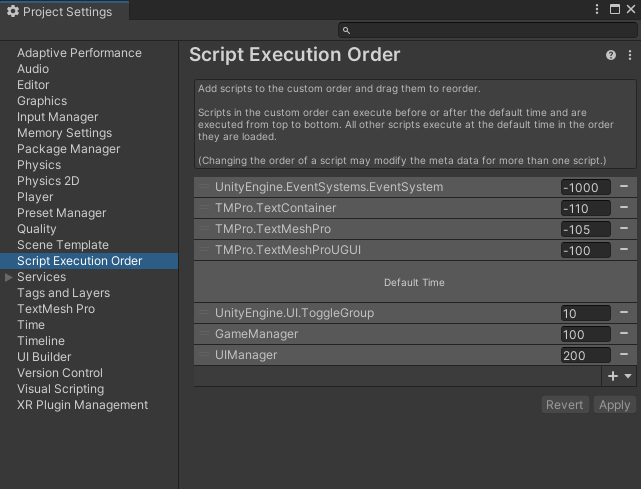 Project Settings
Adaptive Performance
Audio
Editor
Graphics
Input Manager
Memory Settings
Package Manager
Physics
Physics 2D
Player
Preset Manager
Quality
Scene Template
Script Execution Order
Services
Tags and Layers
TextMesh Pro
Time
Timeline
UI Builder
Version Control
Visual Scripting
XR Plugin Management
Script Execution Order
Add scripts to the custom order and drag them to reorder.
Scripts in the custom order can execute before or after the default time and are
executed from top to bottom. All other scripts execute at the default time in the order
they are loaded.
(Changing the order of a script may modify the meta data for more than one script.)
UnityEngine.EventSystems.EventSystem -1000
TMPro.TextContainer -110
TMPro.TextMeshPro -105
TMPro.TextMeshProUGUI -100
Default Time
UnityEngine.UI.ToggleGroup 10
GameManager 100
UIManager 200
Revert Apply